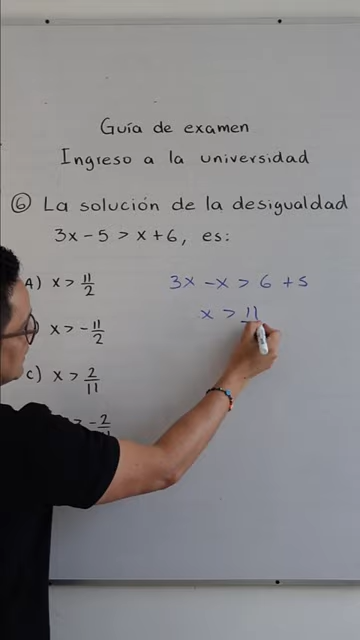 Guía de examen
Ingreso a la universidad
⑥ La solución de la desigualdad
3x - 5 > x + 6, es:
A) x > 11/2
3x - x > 6 + 5
x > 11
) x > - 11/2
C) x > 2/11
> - 2/